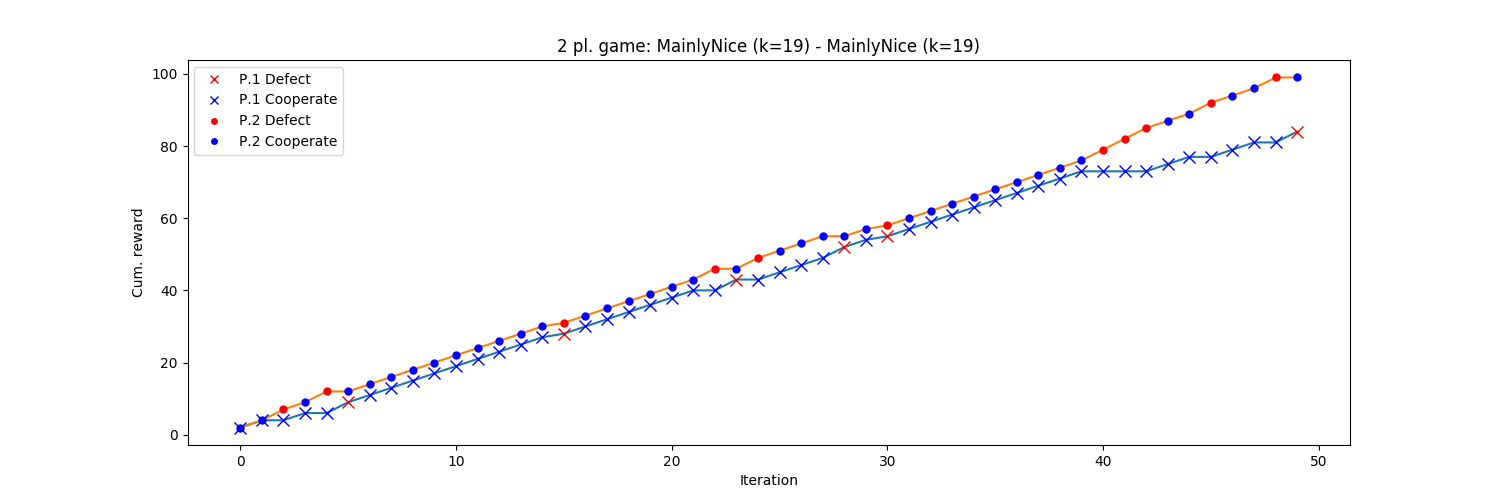 2 pl. game: MainlyNice (k=19) - MainlyNice (k=19)
P.1 Defect
P.1 Cooperate
P.2 Defect
P.2 Cooperate
100
80
60
40
20
0
Cum. reward
0 10 20 30 40 50
Iteration